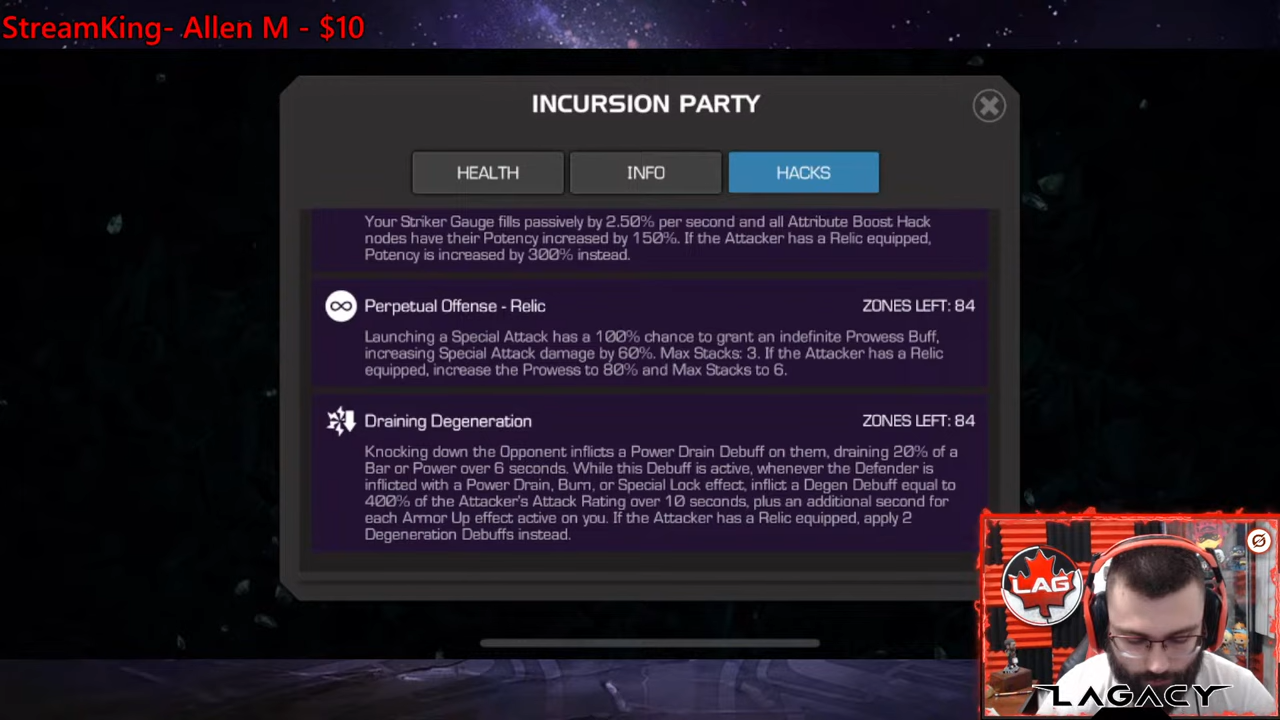 StreamKing- Allen M - $10
INCURSION PARTY
HEALTH
INFO
HACKS
Your Striker Gauge fills passively by 2.50% per second and all Attribute Boost Hack
nodes have their Potency increased by 150%. If the Attacker has a Relic equipped,
Potency is increased by 300% instead.
Perpetual Offense - Relic
ZONES LEFT: 84
Launching a Special Attack has a 100% chance to grant an indefinite Prowess Buff,
increasing Special Attack damage by 60%. Max Stacks: 3. If the Attacker has a Relic
equipped, increase the Prowess to 80% and Max Stacks to 6.
Draining Degeneration
ZONES LEFT: 84
Knocking down the Opponent inflicts a Power Drain Debuff on them, draining 20% of a
Bar or Power over 6 seconds. While this Debuff is active, whenever the Defender is
inflicted with a Power Drain, Burn, or Special Lock effect, inflict a Degen Debuff equal to
400% of the Attacker's Attack Rating over 10 seconds, plus an additional second for
each Armor Up effect active on you. If the Attacker has a Relic equipped, apply 2
Degeneration Debuffs instead.
LAG
LAGACY